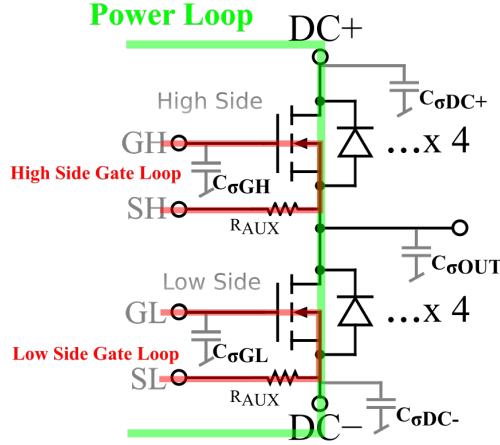 Power Loop
DC+
High Side
CσDC+
GH
...x 4
High Side Gate Loop
CσGH
SH
RAUX
CσOUT
Low Side
GL
...x 4
Low Side Gate Loop
CσGL
SL
RAUX
CσDC-
DC−